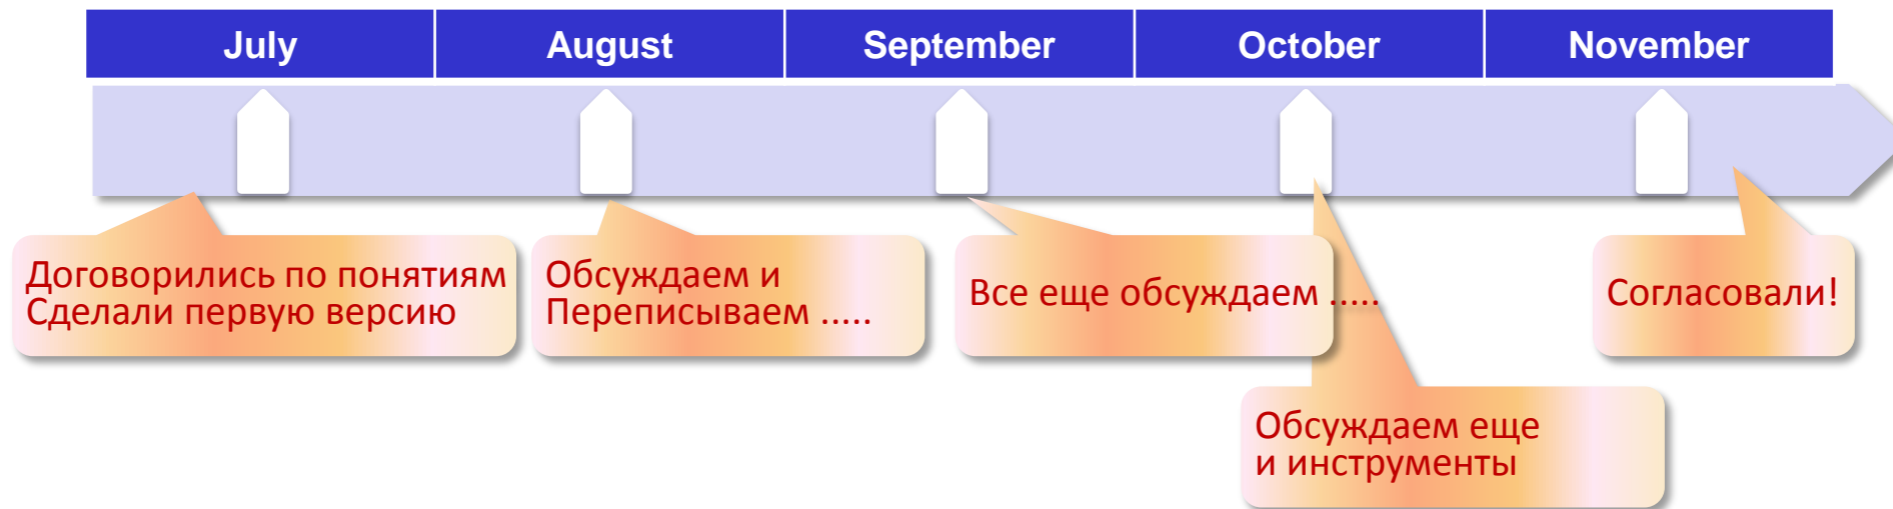 July
August
September
October
November
Договорились по понятиям
Сделали первую версию
Обсуждаем и
Переписываем .....
Все еще обсуждаем .....
Согласовали!
Обсуждаем еще
и инструменты